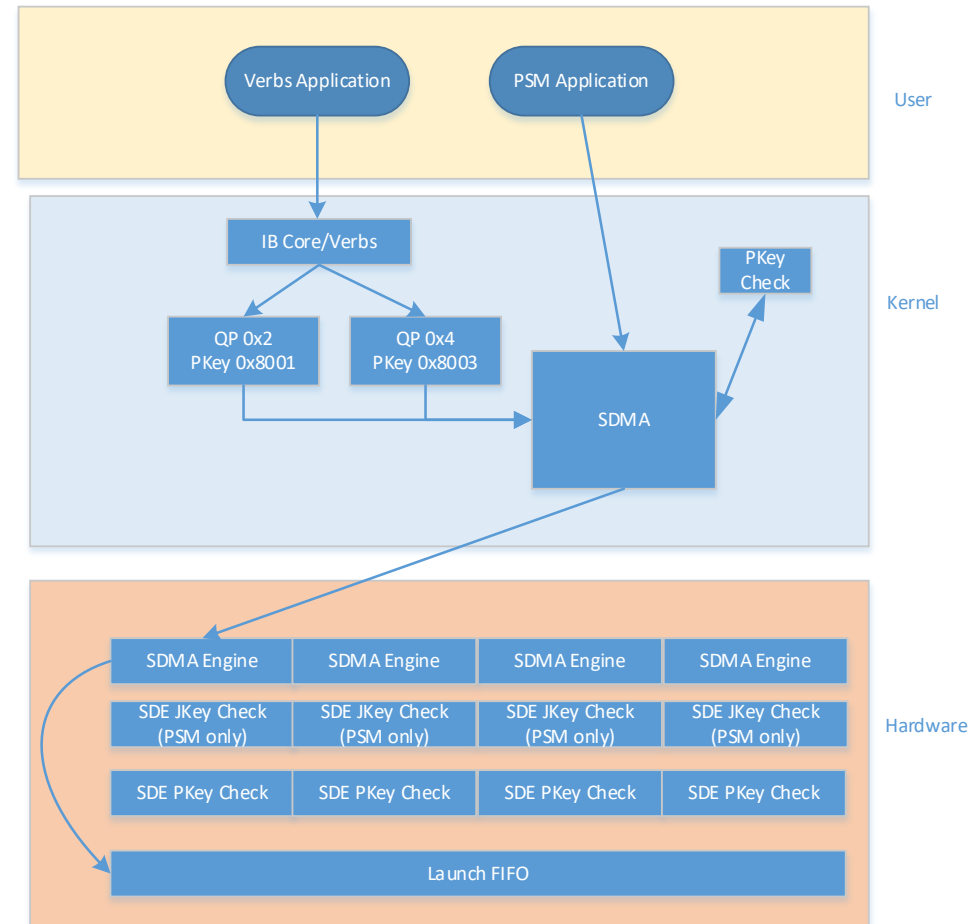 Verbs Application
PSM Application
User
IB Core/Verbs
PKey
Check
Kernel
QP 0x2
PKey 0x8001
QP 0x4
PKey 0x8003
SDMA
SDMA Engine
SDMA Engine
SDMA Engine
SDMA Engine
SDE JKey Check
(PSM only)
SDE JKey Check
(PSM only)
SDE JKey Check
(PSM only)
SDE JKey Check
(PSM only)
Hardware
SDE PKey Check
SDE PKey Check
SDE PKey Check
SDE PKey Check
Launch FIFO